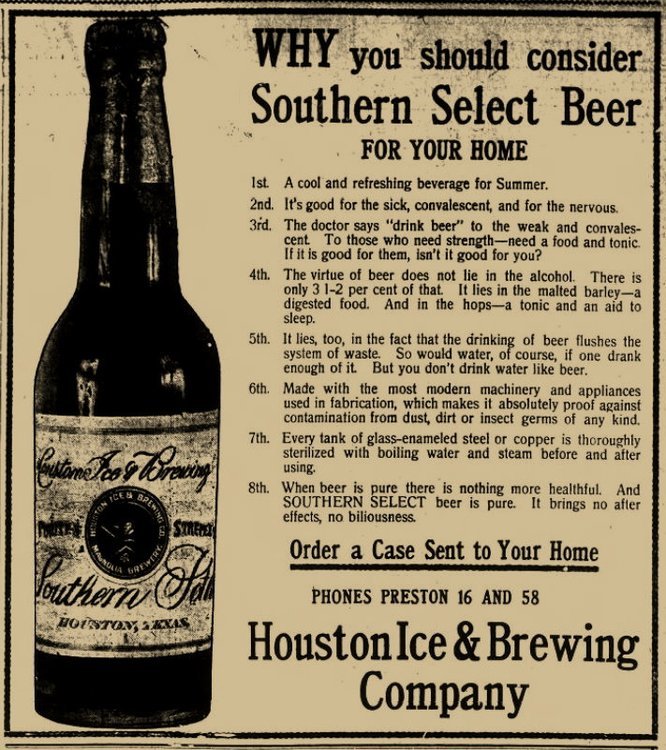 WHY you should consider
Southern Select Beer
FOR YOUR HOME
1st. A cool and refreshing beverage for Summer.
2nd. It's good for the sick, convalescent, and for the nervous.
3rd. The doctor says "drink beer" to the weak and convales-
cent. To those who need strength—need a food and tonic.
If it is good for them, isn't it good for you?
4th. The virtue of beer does not lie in the alcohol. There is
only 3 1-2 per cent of that. It lies in the malted barley—a
digested food. And in the hops—a tonic and an aid to
sleep.
5th. It lies, too, in the fact that the drinking of beer flushes the
system of waste. So would water, of course, if one drank
enough of it. But you don't drink water like beer.
6th. Made with the most modern machinery and appliances
used in fabrication, which makes it absolutely proof against
contamination from dust, dirt or insect germs of any kind.
7th. Every tank of glass-enameled steel or copper is thoroughly
sterilized with boiling water and steam before and after
using.
8th. When beer is pure there is nothing more healthful. And
SOUTHERN SELECT beer is pure. It brings no after
effects, no biliousness.
Order a Case Sent to Your Home
PHONES PRESTON 16 AND 58
Houston Ice & Brewing
Company
Ice & Brewing
HOUSTON ICE & BREWING CO.
MAGNOLIA BREWERY
Southern
HOUSTON, TEXAS